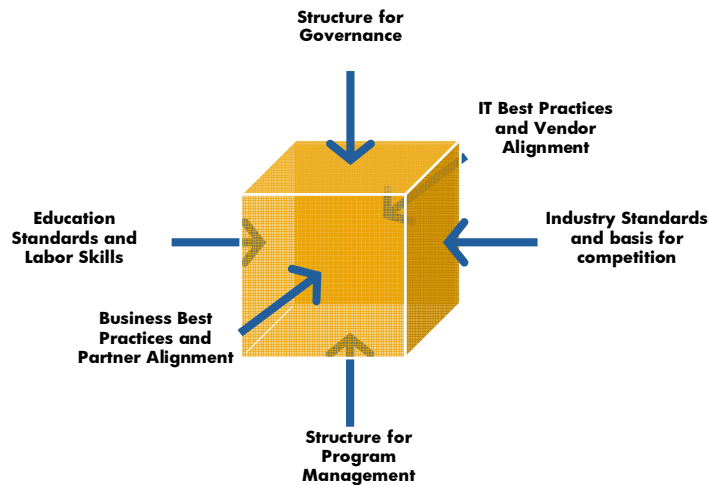 Structure for
Governance
IT Best Practices
and Vendor
Alignment
Education
Standards and
Labor Skills
Industry Standards
and basis for
competition
Business Best
Practices and
Partner Alignment
Structure for
Program
Management